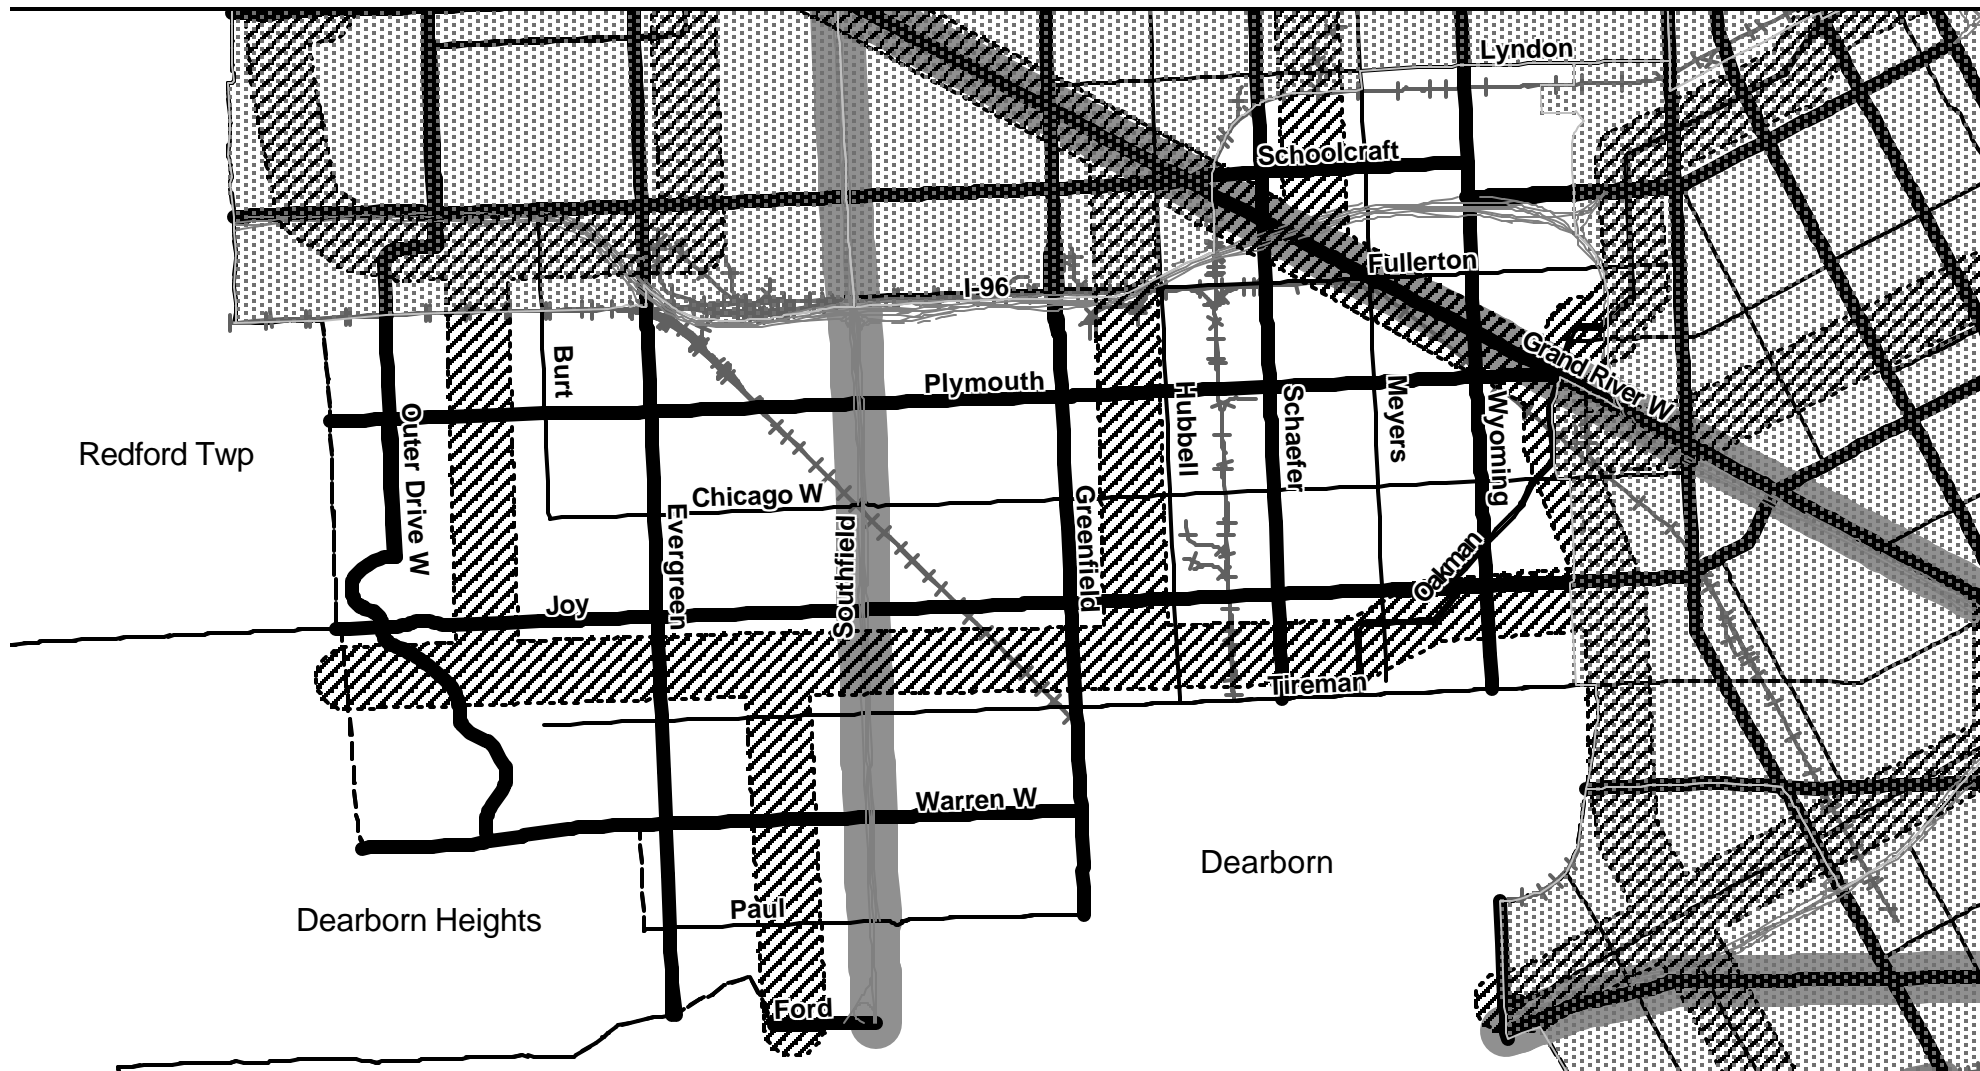 Lyndon
Schoolcraft
Fullerton
I-96
Grand River W
Burt
Plymouth
Hubbell
Schaefer
Meyers
Wyoming
Outer Drive W
Redford Twp
Chicago W
Evergreen
Southfield
Greenfield
Oakman
Joy
Tireman
Warren W
Dearborn
Paul
Dearborn Heights
Ford